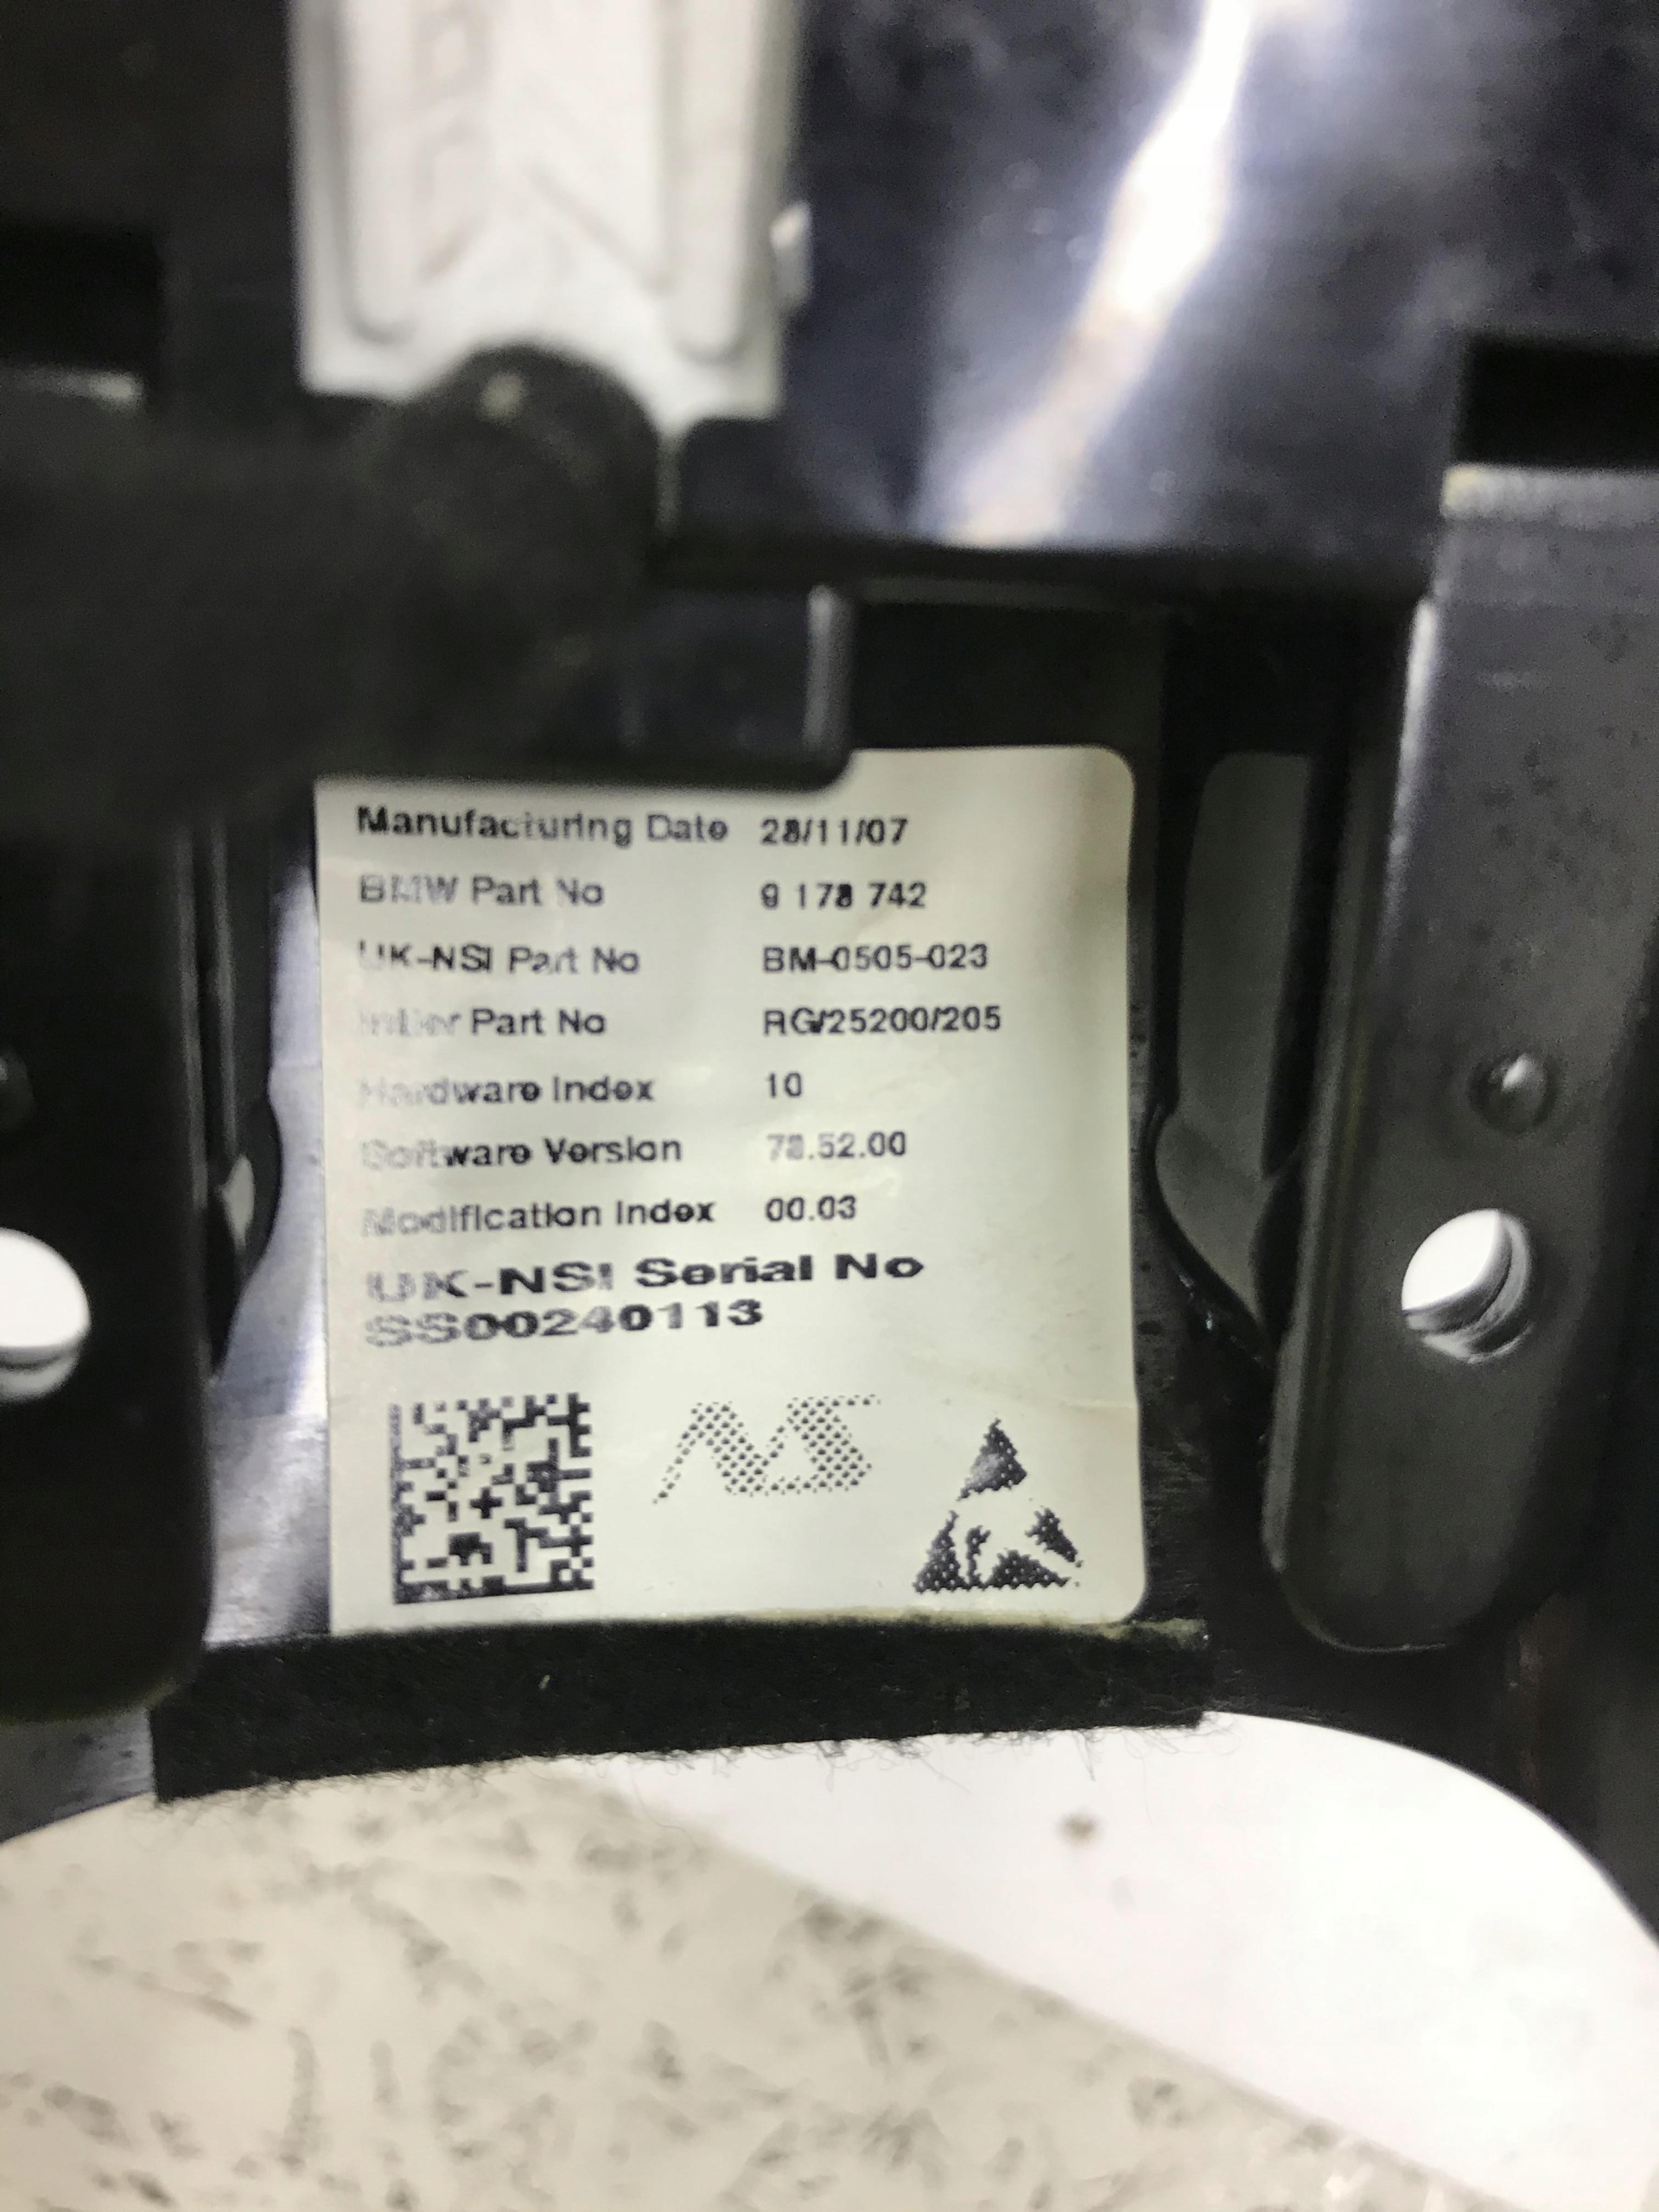 Manufacturing Date 28/11/07
BMW Part No 9 178 742
UK-NSI Part No BM-0505-023
Part No RG/25200/205
Hardware Index 10
Software Version 78.52.00
Modification Index 00.03
UK-NSI Serial No
SS00240113